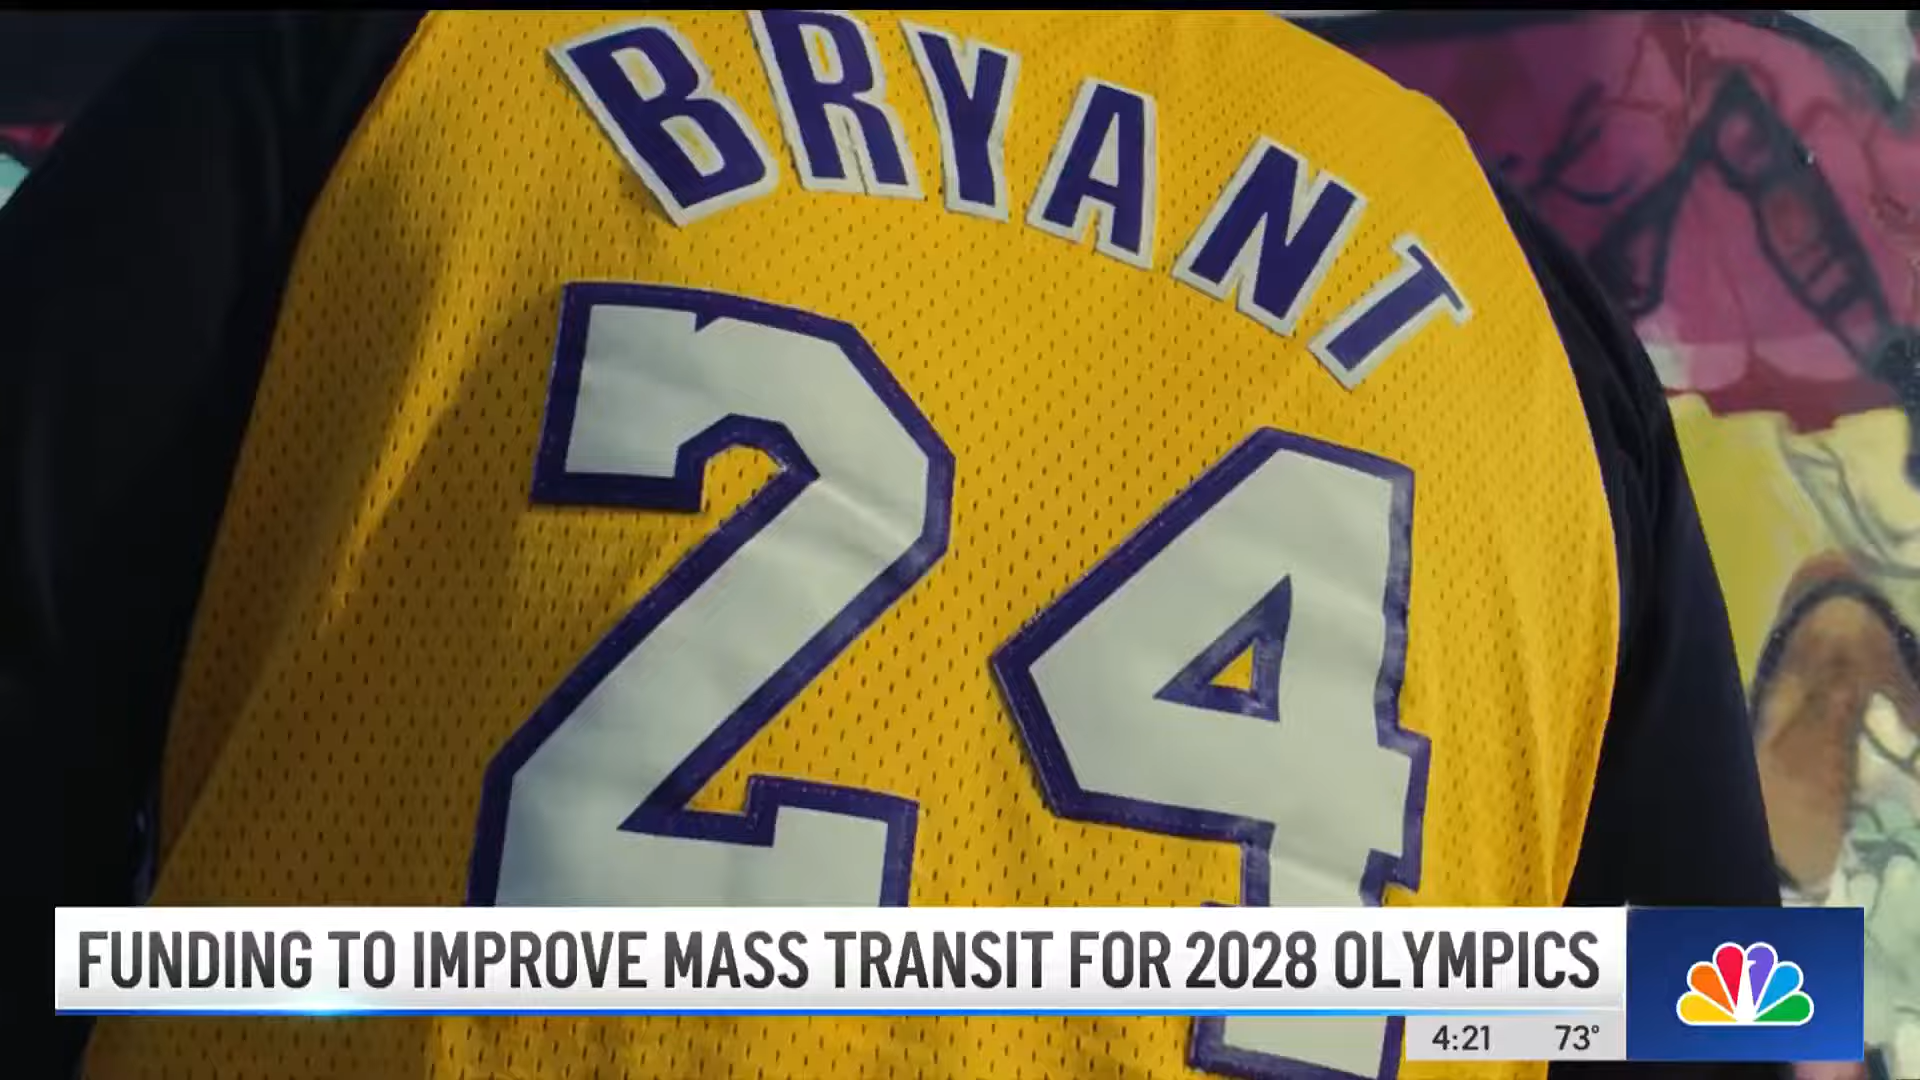 BRYANT
24
FUNDING TO IMPROVE MASS TRANSIT FOR 2028 OLYMPICS
4:21 73°